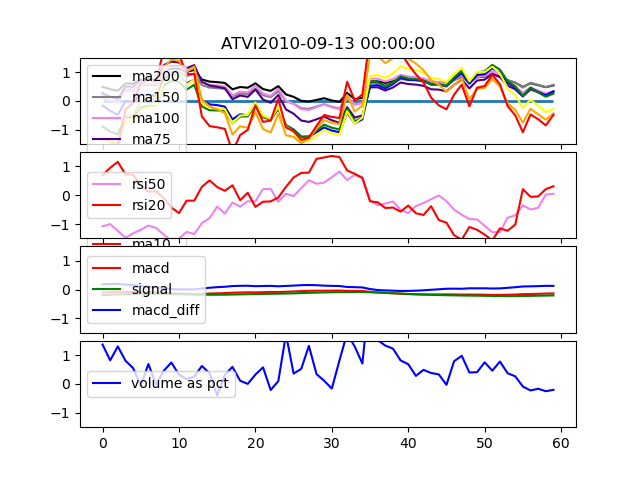 ATVI2010-09-13 00:00:00
1
0
−1
ma200
ma150
ma100
ma75
1
0
−1
rsi50
rsi20
ma10
1
0
−1
macd
signal
macd_diff
1
0
−1
volume as pct
0 10 20 30 40 50 60